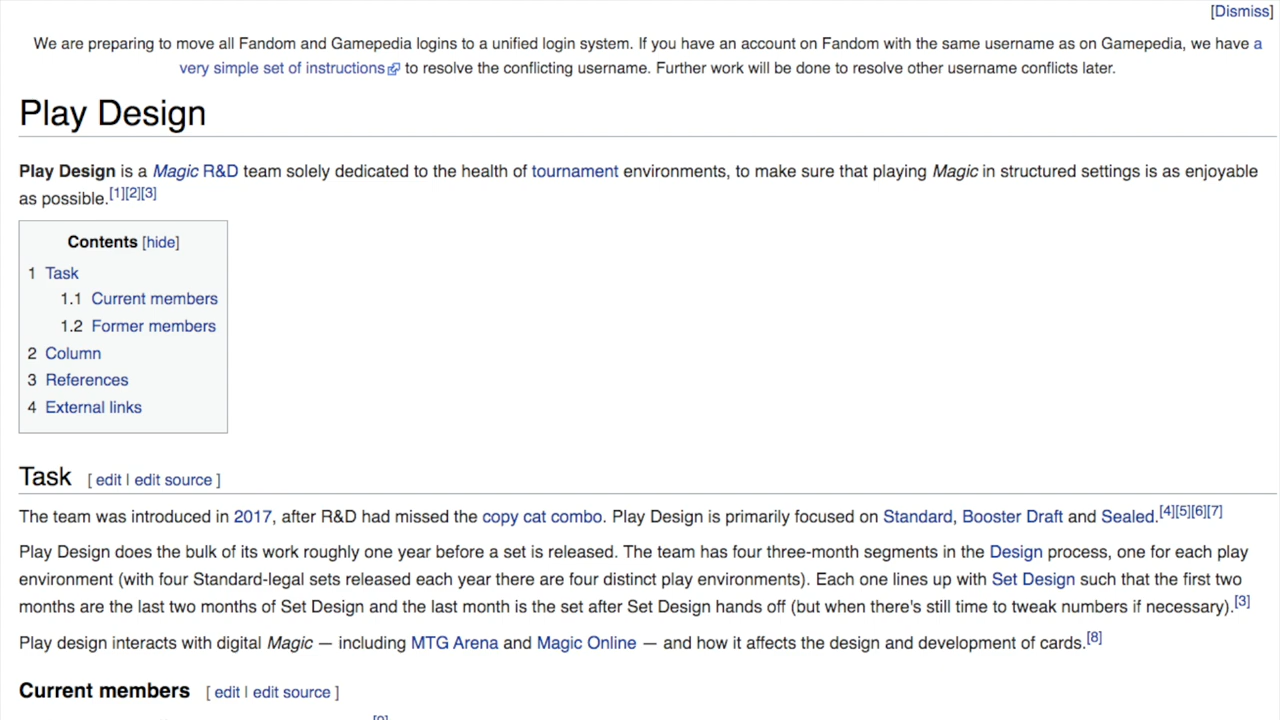 [Dismiss]
We are preparing to move all Fandom and Gamepedia logins to a unified login system. If you have an account on Fandom with the same username as on Gamepedia, we have a
very simple set of instructions to resolve the conflicting username. Further work will be done to resolve other username conflicts later.
Play Design
Play Design is a Magic R&D team solely dedicated to the health of tournament environments, to make sure that playing Magic in structured settings is as enjoyable
as possible.[1][2][3]
Contents [hide]
1 Task
1.1 Current members
1.2 Former members
2 Column
3 References
4 External links
Task [ edit | edit source ]
The team was introduced in 2017, after R&D had missed the copy cat combo. Play Design is primarily focused on Standard, Booster Draft and Sealed.[4][5][6][7]
Play Design does the bulk of its work roughly one year before a set is released. The team has four three-month segments in the Design process, one for each play
environment (with four Standard-legal sets released each year there are four distinct play environments). Each one lines up with Set Design such that the first two
months are the last two months of Set Design and the last month is the set after Set Design hands off (but when there's still time to tweak numbers if necessary).[3]
Play design interacts with digital Magic — including MTG Arena and Magic Online — and how it affects the design and development of cards.[8]
Current members [ edit | edit source ]